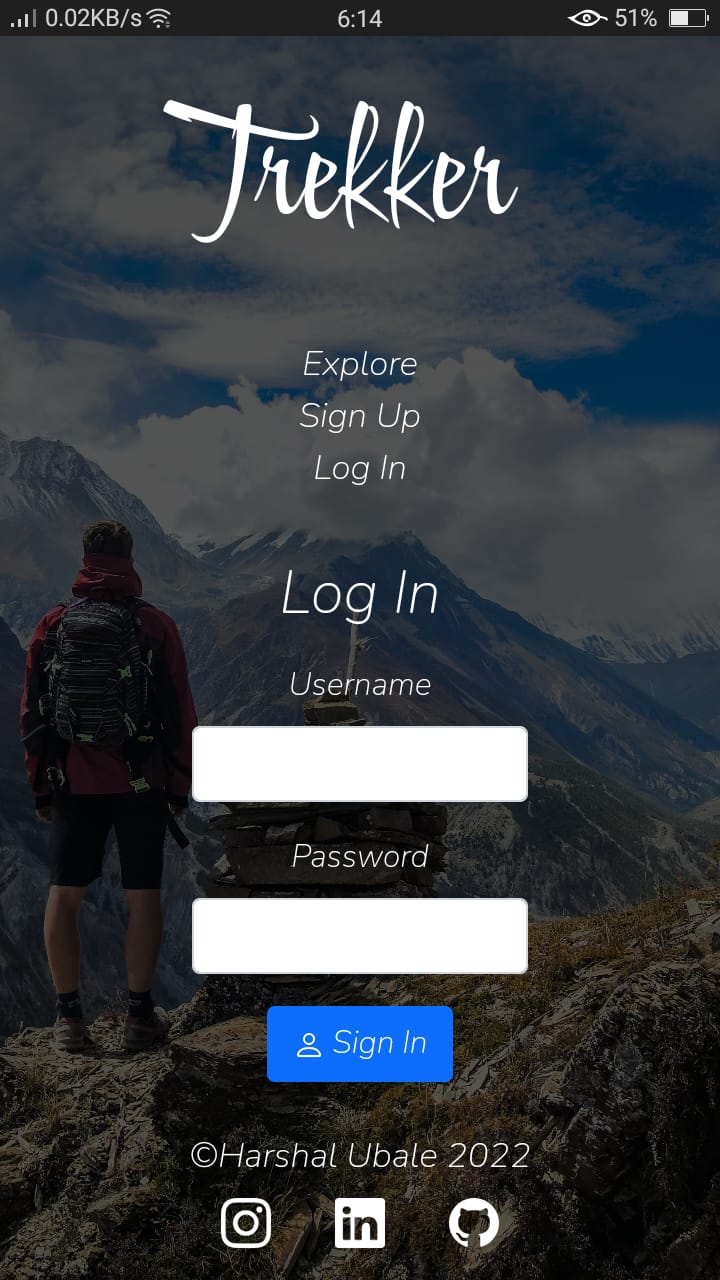 0.02KB/s 6:14 51%
Trekker
Explore
Sign Up
Log In
Log In
Username
Password
Sign In
©Harshal Ubale 2022
in